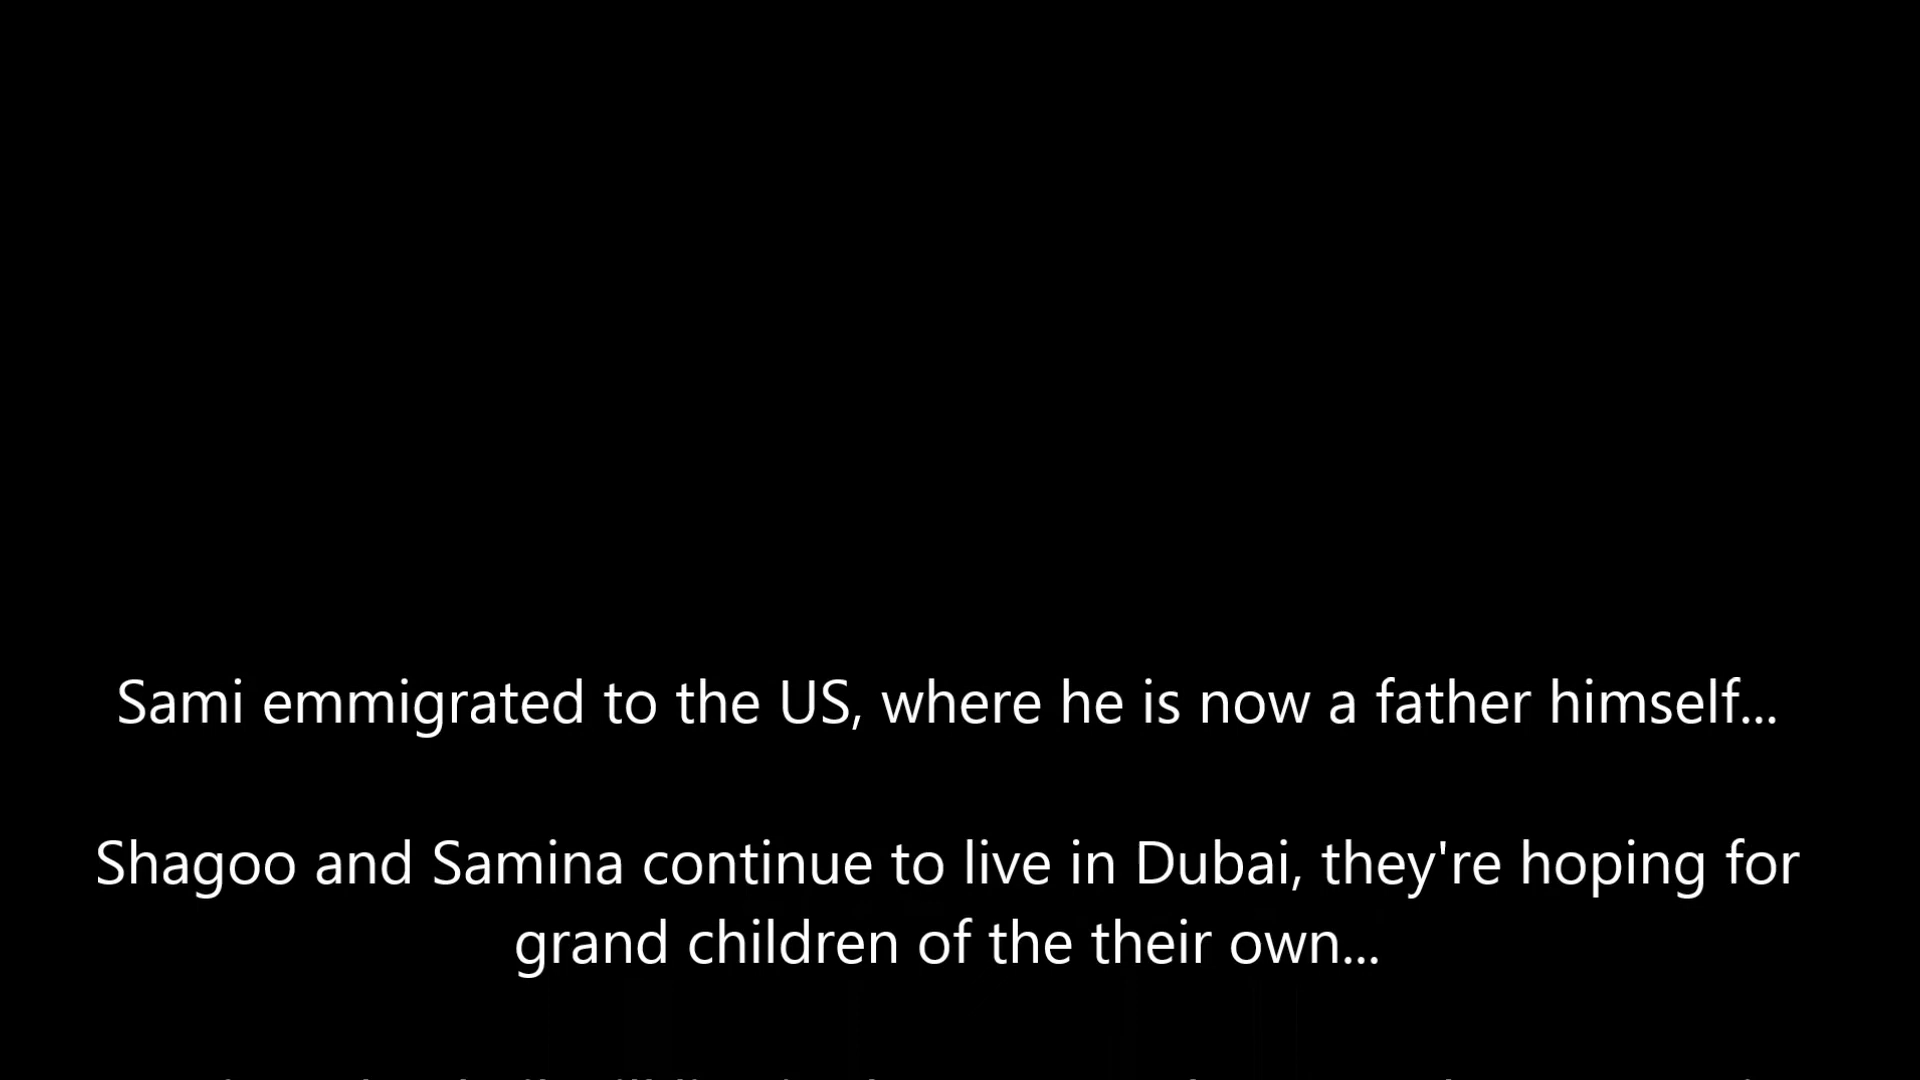 Sami emmigrated to the US, where he is now a father himself...
Shagoo and Samina continue to live in Dubai, they're hoping for
grand children of the their own...